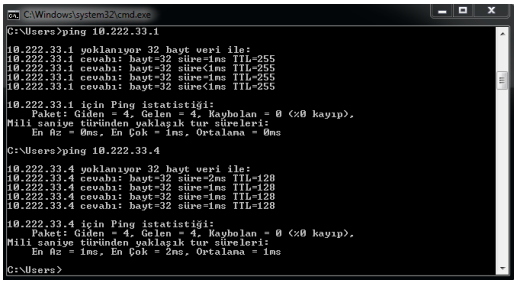 C:\Windows\system32\cmd.exe
C:\Users>ping 10.222.33.1
10.222.33.1 yoklanıyor 32 bayt veri ile:
10.222.33.1 cevabı: bayt=32 süre=1ms TTL=255
10.222.33.1 cevabı: bayt=32 süre<1ms TTL=255
10.222.33.1 cevabı: bayt=32 süre<1ms TTL=255
10.222.33.1 cevabı: bayt=32 süre<1ms TTL=255
10.222.33.1 için Ping istatistiği:
Paket: Giden = 4, Gelen = 4, Kaybolan = 0 (%0 kayıp),
Mili saniye türünden yaklaşık tur süreleri:
En Az = 0ms, En Çok = 1ms, Ortalama = 0ms
C:\Users>ping 10.222.33.4
10.222.33.4 yoklanıyor 32 bayt veri ile:
10.222.33.4 cevabı: bayt=32 süre=2ms TTL=128
10.222.33.4 cevabı: bayt=32 süre=1ms TTL=128
10.222.33.4 cevabı: bayt=32 süre=1ms TTL=128
10.222.33.4 cevabı: bayt=32 süre=1ms TTL=128
10.222.33.4 için Ping istatistiği:
Paket: Giden = 4, Gelen = 4, Kaybolan = 0 (%0 kayıp),
Mili saniye türünden yaklaşık tur süreleri:
En Az = 1ms, En Çok = 2ms, Ortalama = 1ms
C:\Users>